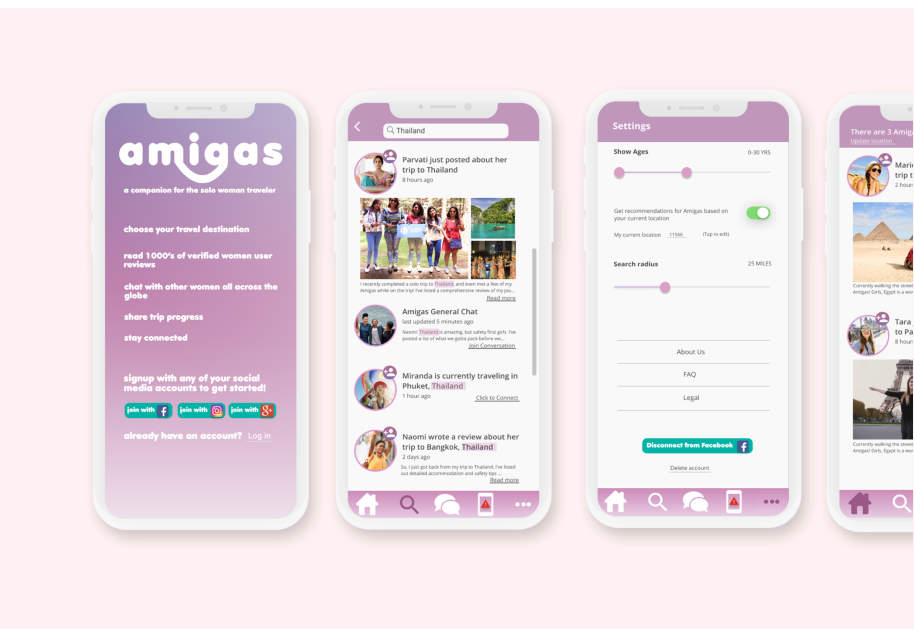 amigas
a companion for the solo woman traveler
choose your travel destination
read 1000's of verified women user
reviews
chat with other women all across the
globe
share trip progress
stay connected
signup with any of your social
media accounts to get started!
join with
join with
join with
already have an account? Log in
Thailand
Parvati just posted about her
trip to Thailand
8 hours ago
I recently completed a solo trip to Thailand, and even met a few of my
Amigas while on the trip! I've listed a comprehensive review of my jou...
Read more
Amigas General Chat
last updated 5 minutes ago
Naomi: Thailand is amazing, but safety first girls. I've
posted a list of what we gotta pack before we...
Join Conversation
Miranda is currently traveling in
Phuket, Thailand
1 hour ago
Click to Connect
Naomi wrote a review about her
trip to Bangkok, Thailand
2 days ago
So, I just got back from my trip to Thailand, I've listed
out detailed accommodation and safety tips....
Read more
Settings
Show Ages 0-30 YRS
Get recommendations for Amigas based on
your current location
My current location 11566 (Tap to edit)
Search radius 25 MILES
About Us
FAQ
Legal
Disconnect from Facebook
Delete account
There are 3 Amiga
Update location
Marie
trip t
2 hours
Currently walking the street
Amigas! Girls, Egypt is a won
Tara
to Pa
8 hour
Currently walking the street
Amigas! Girls, Egypt is a won